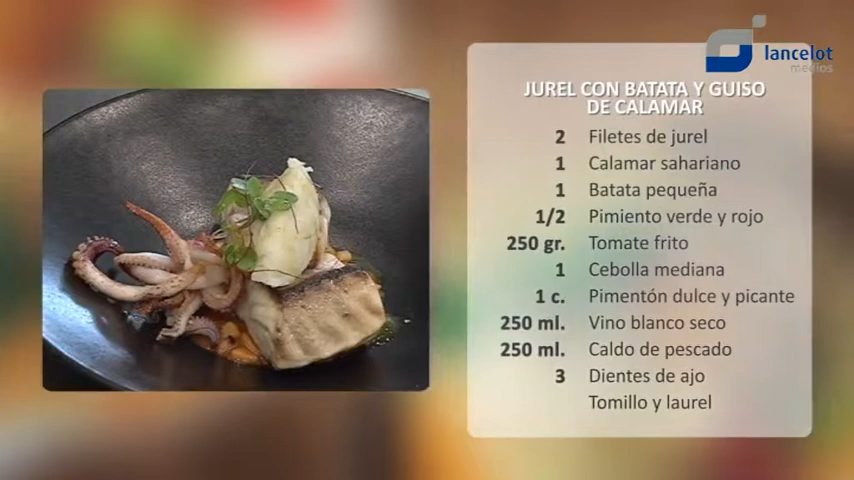 lancelot
medios
JUREL CON BATATA Y GUISO
DE CALAMAR
2 Filetes de jurel
1 Calamar sahariano
1 Batata pequeña
1/2 Pimiento verde y rojo
250 gr. Tomate frito
1 Cebolla mediana
1 c. Pimentón dulce y picante
250 ml. Vino blanco seco
250 ml. Caldo de pescado
3 Dientes de ajo
Tomillo y laurel